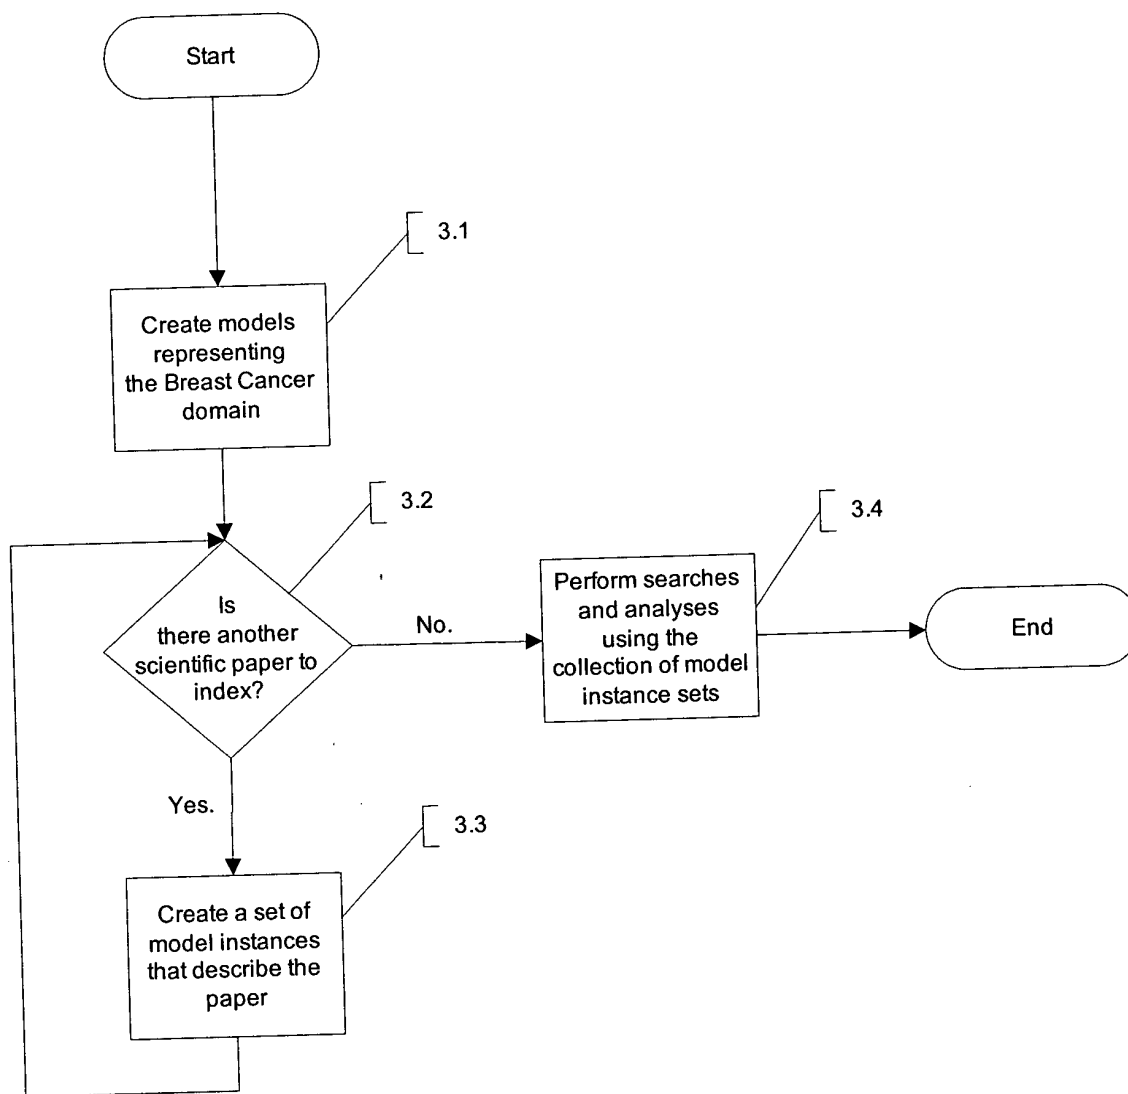 Start
3.1
Create models
representing
the Breast Cancer
domain
3.2
Is
there another
scientific paper to
index?
No.
3.4
Perform searches
and analyses
using the
collection of model
instance sets
End
Yes.
3.3
Create a set of
model instances
that describe the
paper